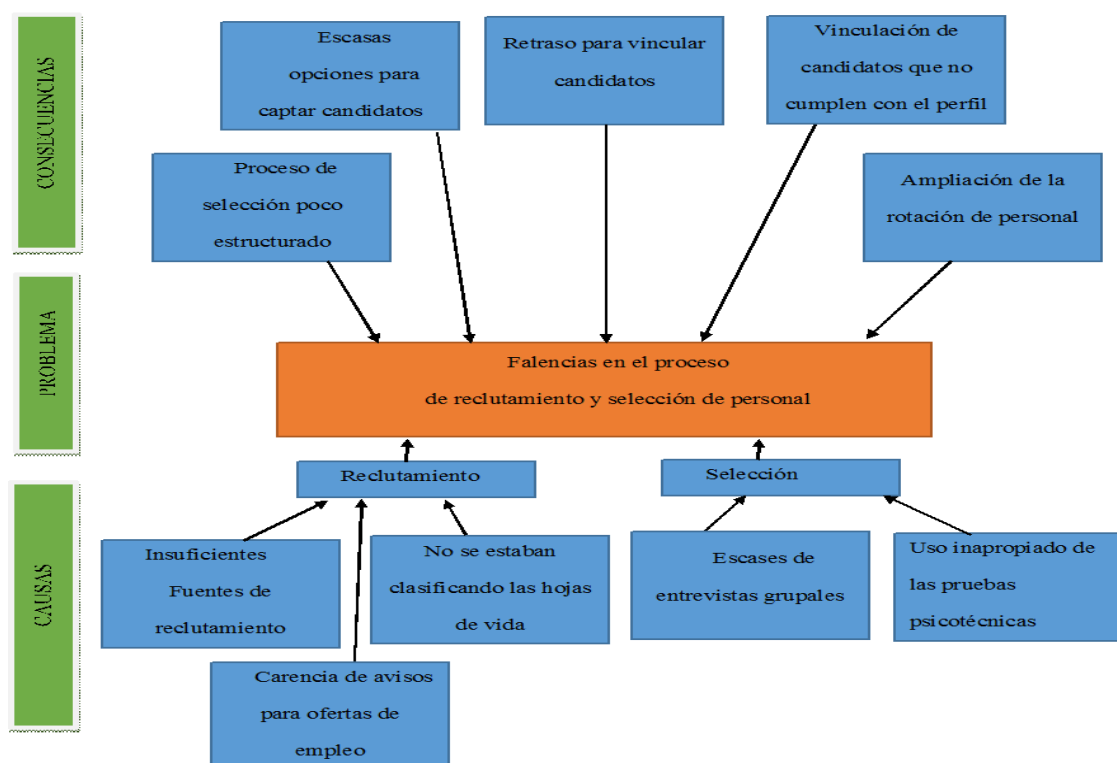 CONSECUENCIAS
Escasas
opciones para
captar candidatos
Retraso para vincular
candidatos
Vinculación de
candidatos que no
cumplen con el perfil
Proceso de
selección poco
estructurado
Ampliación de la
rotación de personal
PROBLEMA
Falencias en el proceso
de reclutamiento y selección de personal
CAUSAS
Reclutamiento
Selección
Insuficientes
Fuentes de
reclutamiento
No se estaban
clasificando las hojas
de vida
Escases de
entrevistas grupales
Uso inapropiado de
las pruebas
psicotécnicas
Carencia de avisos
para ofertas de
empleo